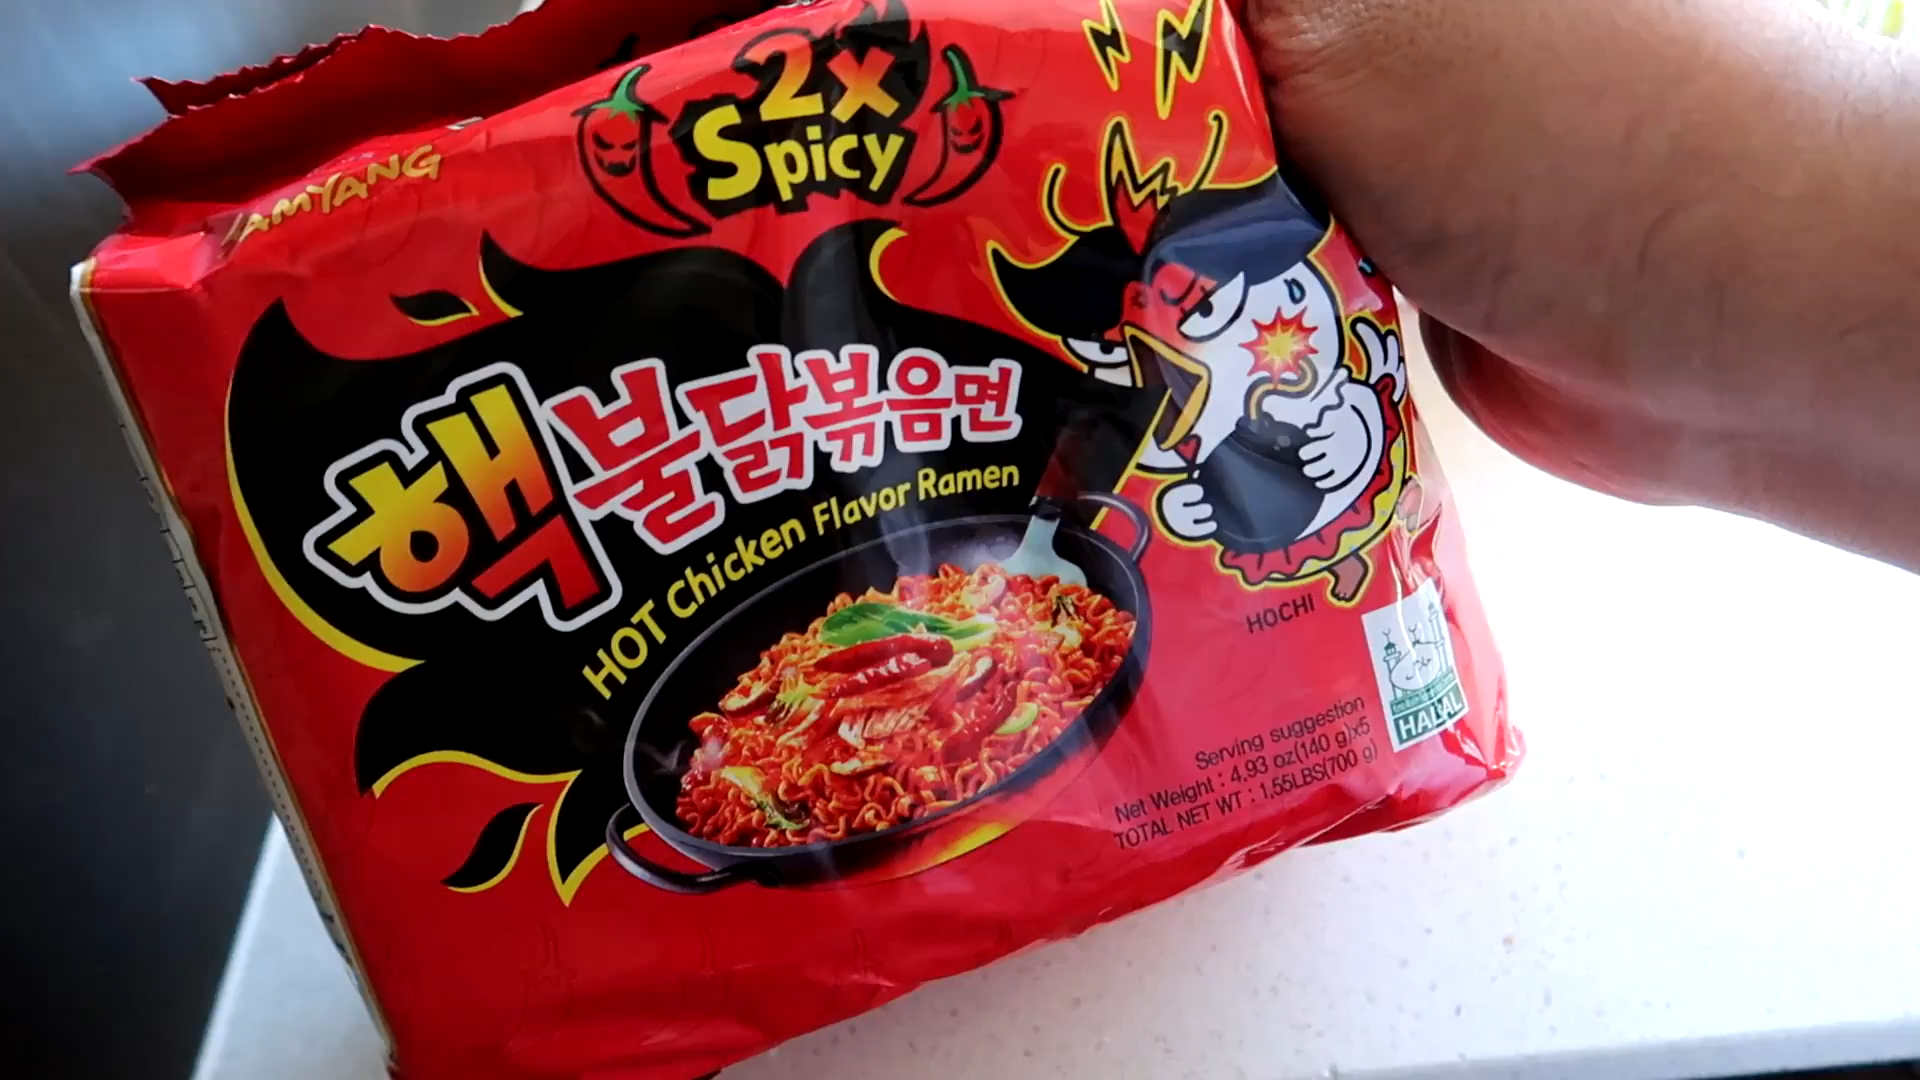 2x
Spicy
SAMYANG
핵불닭볶음면
HOT Chicken Flavor Ramen
HOCHI
HALAL
Serving suggestion
Net Weight : 4.93 oz(140 g)x5
TOTAL NET WT : 1.55LBS(700 g)